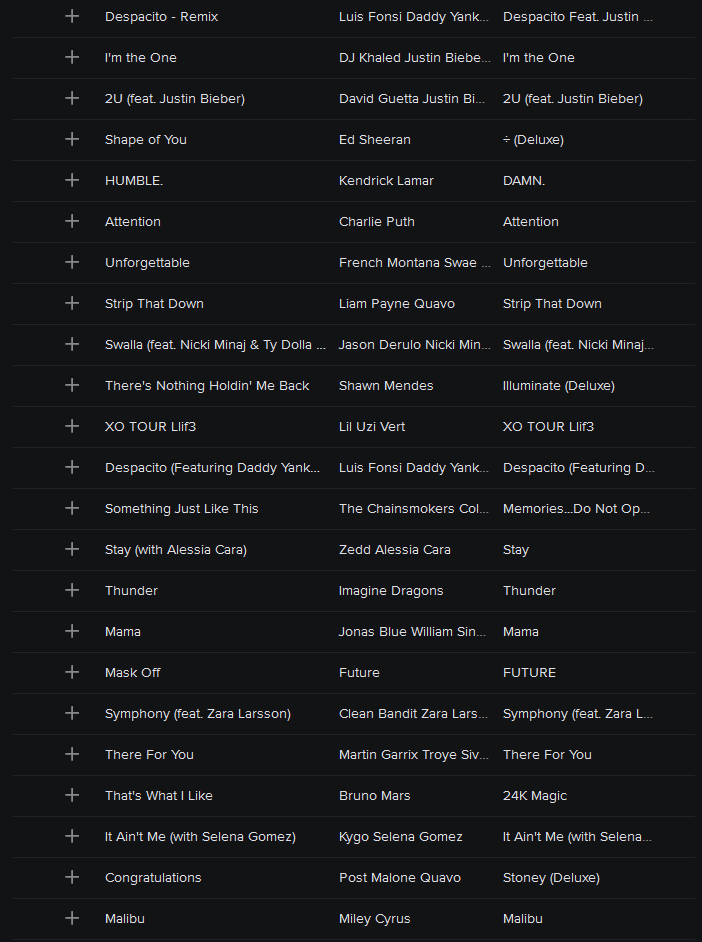 Despacito - Remix Luis Fonsi Daddy Yank... Despacito Feat. Justin ...
I'm the One DJ Khaled Justin Biebe... I'm the One
2U (feat. Justin Bieber) David Guetta Justin Bi... 2U (feat. Justin Bieber)
Shape of You Ed Sheeran ÷ (Deluxe)
HUMBLE. Kendrick Lamar DAMN.
Attention Charlie Puth Attention
Unforgettable French Montana Swae ... Unforgettable
Strip That Down Liam Payne Quavo Strip That Down
Swalla (feat. Nicki Minaj & Ty Dolla ... Jason Derulo Nicki Min... Swalla (feat. Nicki Minaj...
There's Nothing Holdin' Me Back Shawn Mendes Illuminate (Deluxe)
XO TOUR Llif3 Lil Uzi Vert XO TOUR Llif3
Despacito (Featuring Daddy Yank... Luis Fonsi Daddy Yank... Despacito (Featuring D...
Something Just Like This The Chainsmokers Col... Memories...Do Not Op...
Stay (with Alessia Cara) Zedd Alessia Cara Stay
Thunder Imagine Dragons Thunder
Mama Jonas Blue William Sin... Mama
Mask Off Future FUTURE
Symphony (feat. Zara Larsson) Clean Bandit Zara Lars... Symphony (feat. Zara L...
There For You Martin Garrix Troye Siv... There For You
That's What I Like Bruno Mars 24K Magic
It Ain't Me (with Selena Gomez) Kygo Selena Gomez It Ain't Me (with Selena...
Congratulations Post Malone Quavo Stoney (Deluxe)
Malibu Miley Cyrus Malibu